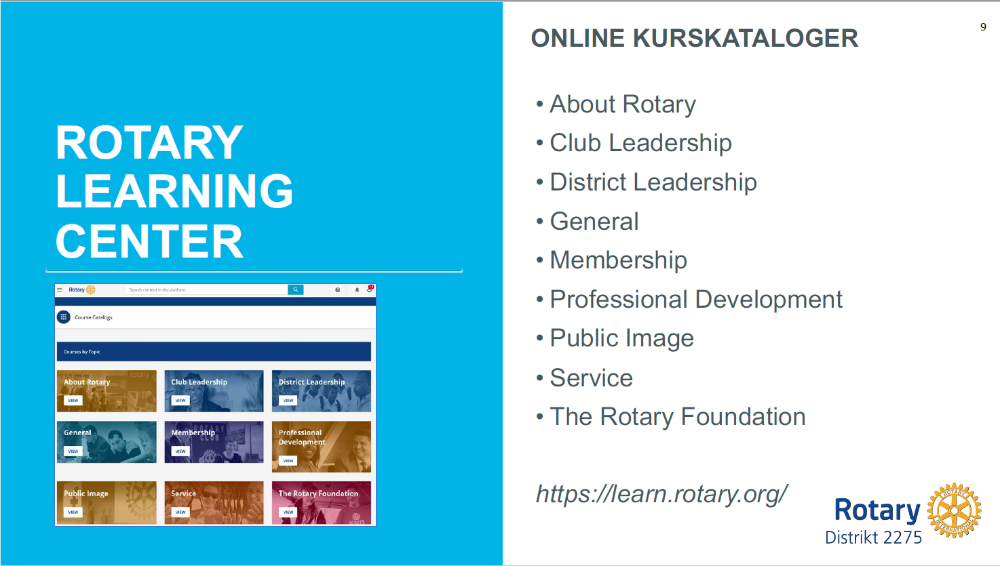 ROTARY
LEARNING
CENTER
Rotary
Search content in the platform
Course Catalogs
Courses by Topic
About Rotary
VIEW
Club Leadership
VIEW
District Leadership
VIEW
General
VIEW
Membership
VIEW
Professional
Development
VIEW
Public Image
VIEW
Service
VIEW
The Rotary Foundation
VIEW
9
ONLINE KURSKATALOGER
• About Rotary
• Club Leadership
• District Leadership
• General
• Membership
• Professional Development
• Public Image
• Service
• The Rotary Foundation
https://learn.rotary.org/
Rotary
Distrikt 2275
ROTARY
INTERNATIONAL